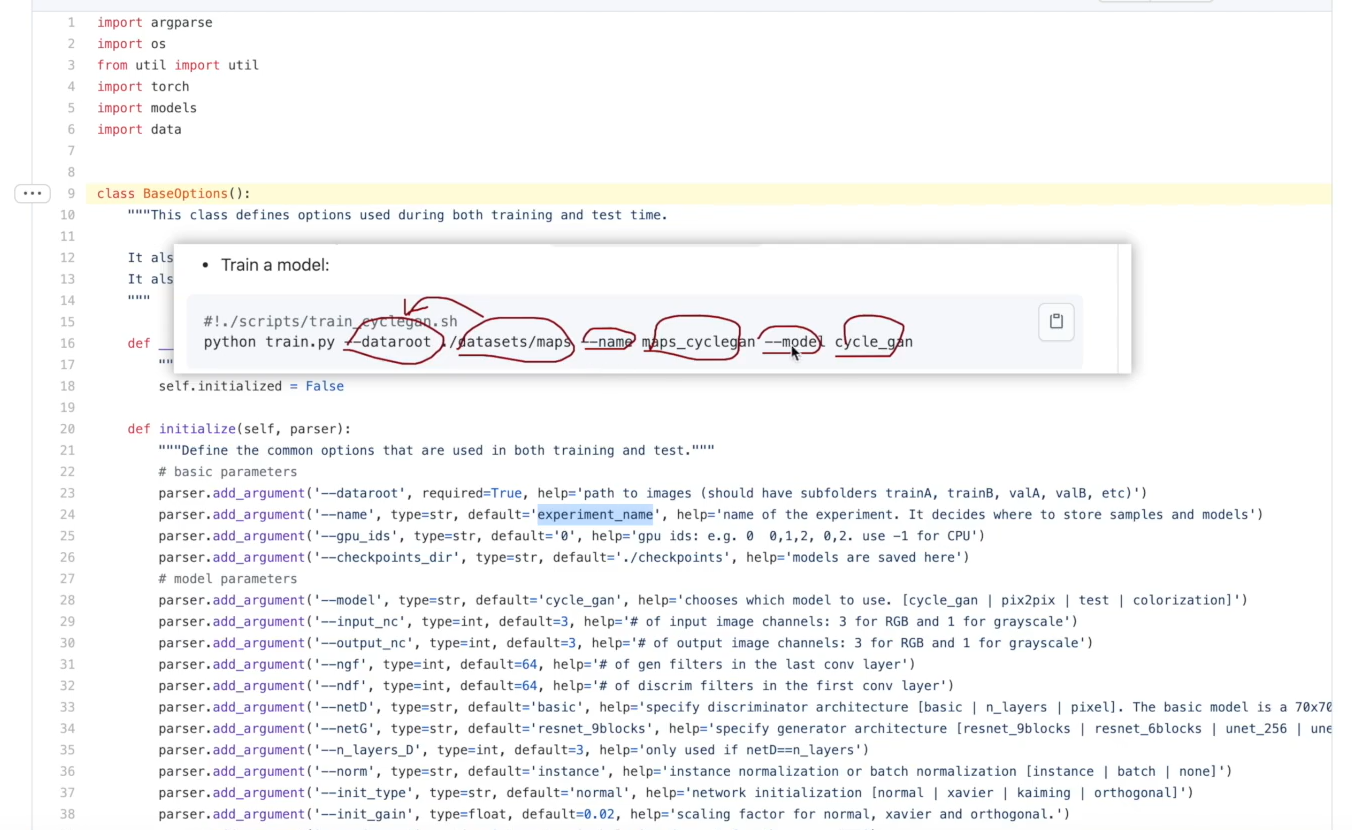 1 import argparse
2 import os
3 from util import util
4 import torch
5 import models
6 import data
7
8
9 class BaseOptions():
10 """This class defines options used during both training and test time.
11
12 It als
13 It als
14 """
15
• Train a model:
#!./scripts/train_cyclegan.sh
python train.py --dataroot ./datasets/maps --name maps_cyclegan --model cycle_gan
16 def
17 ""
18 self.initialized = False
19
20 def initialize(self, parser):
21 """Define the common options that are used in both training and test."""
22 # basic parameters
23 parser.add_argument('--dataroot', required=True, help='path to images (should have subfolders trainA, trainB, valA, valB, etc)')
24 parser.add_argument('--name', type=str, default='experiment_name', help='name of the experiment. It decides where to store samples and models')
25 parser.add_argument('--gpu_ids', type=str, default='0', help='gpu ids: e.g. 0  0,1,2, 0,2. use -1 for CPU')
26 parser.add_argument('--checkpoints_dir', type=str, default='./checkpoints', help='models are saved here')
27 # model parameters
28 parser.add_argument('--model', type=str, default='cycle_gan', help='chooses which model to use. [cycle_gan | pix2pix | test | colorization]')
29 parser.add_argument('--input_nc', type=int, default=3, help='# of input image channels: 3 for RGB and 1 for grayscale')
30 parser.add_argument('--output_nc', type=int, default=3, help='# of output image channels: 3 for RGB and 1 for grayscale')
31 parser.add_argument('--ngf', type=int, default=64, help='# of gen filters in the last conv layer')
32 parser.add_argument('--ndf', type=int, default=64, help='# of discrim filters in the first conv layer')
33 parser.add_argument('--netD', type=str, default='basic', help='specify discriminator architecture [basic | n_layers | pixel]. The basic model is a 70x70
34 parser.add_argument('--netG', type=str, default='resnet_9blocks', help='specify generator architecture [resnet_9blocks | resnet_6blocks | unet_256 | une
35 parser.add_argument('--n_layers_D', type=int, default=3, help='only used if netD==n_layers')
36 parser.add_argument('--norm', type=str, default='instance', help='instance normalization or batch normalization [instance | batch | none]')
37 parser.add_argument('--init_type', type=str, default='normal', help='network initialization [normal | xavier | kaiming | orthogonal]')
38 parser.add_argument('--init_gain', type=float, default=0.02, help='scaling factor for normal, xavier and orthogonal.')